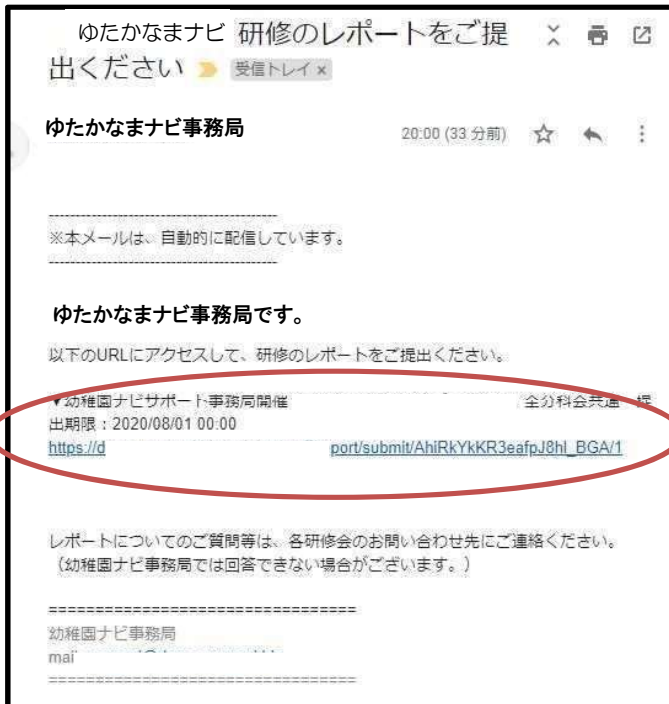 ゆたかなまナビ 研修のレポートをご提
出ください 受信トレイ ×
ゆたかなまナビ事務局 20:00 (33 分前)
----------------------------------------
※本メールは、自動的に配信しています。
----------------------------------------
ゆたかなまナビ事務局です。
以下のURLにアクセスして、研修のレポートをご提出ください。
▼幼稚園ナビサポート事務局開催 全分科会共通 提
出期限：2020/08/01 00:00
https://d port/submit/AhiRkYkKR3eafpJ8hl_BGA/1
レポートについてのご質問等は、各研修会のお問い合わせ先にご連絡ください。
（幼稚園ナビ事務局では回答できない場合がございます。）
==================================
幼稚園ナビ事務局
mail
==================================